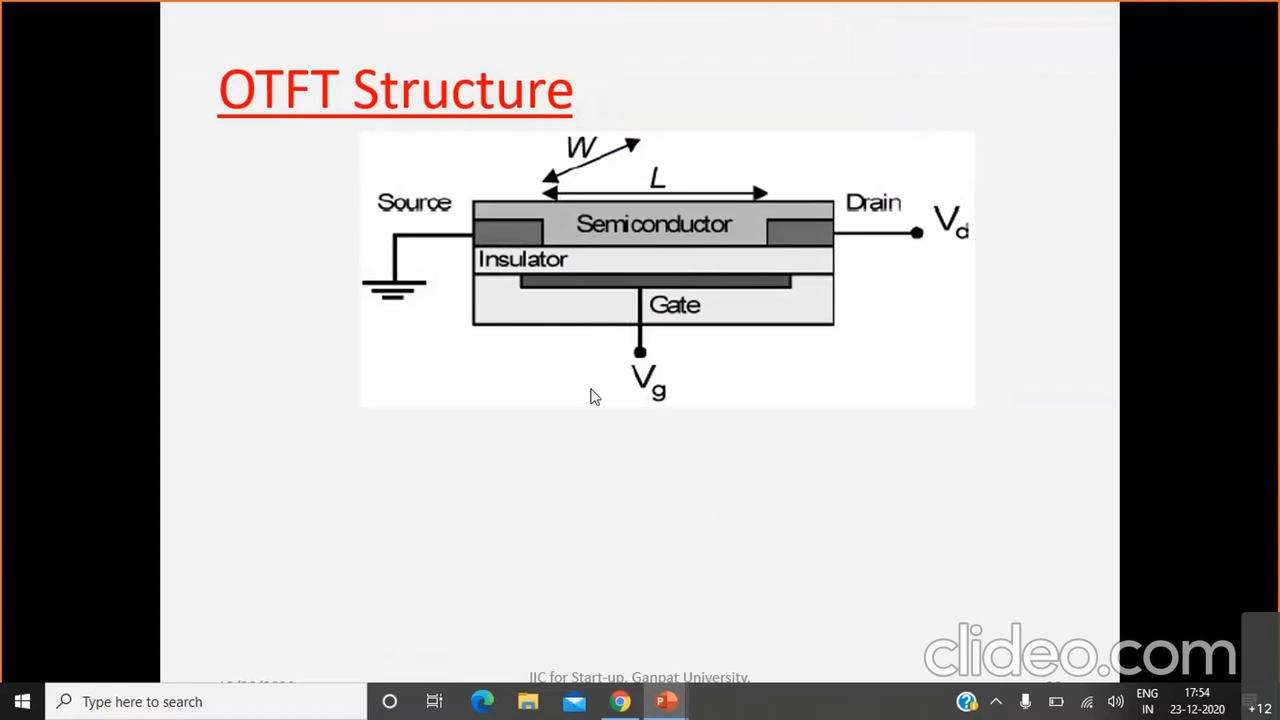 OTFT Structure
W
L
Source
Drain
Vd
Semiconductor
Insulator
Gate
Vg
clideo.com
IIC for Start-up, Ganpat University,
Type here to search
ENG
IN
17:54
23-12-2020
+12